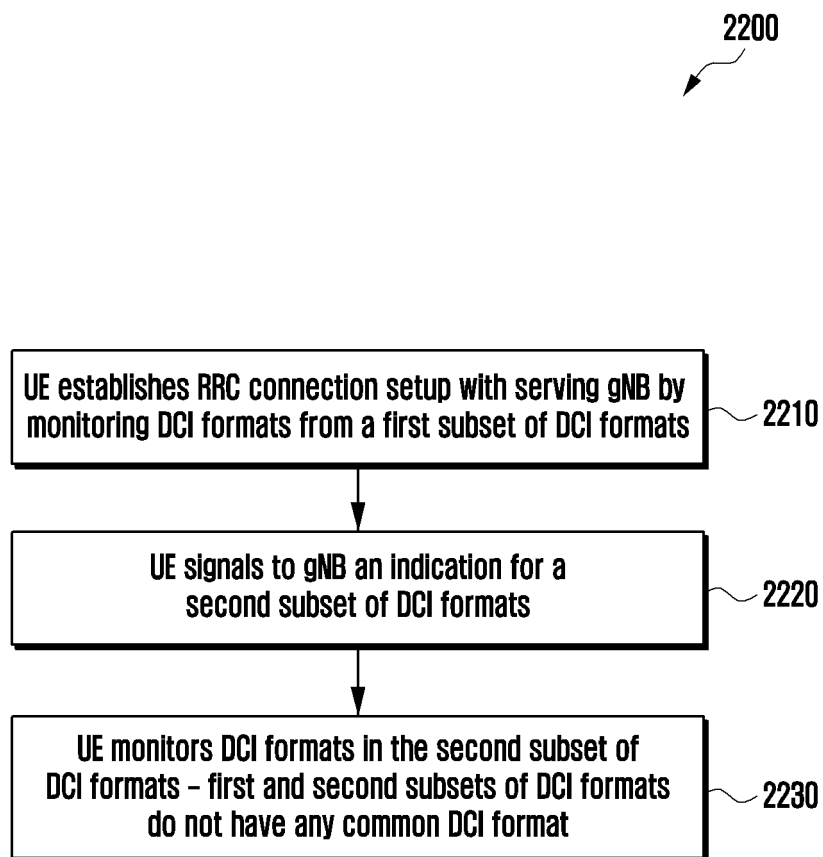 2200
UE establishes RRC connection setup with serving gNB by
monitoring DCI formats from a first subset of DCI formats
2210
UE signals to gNB an indication for a
second subset of DCI formats
2220
UE monitors DCI formats in the second subset of
DCI formats – first and second subsets of DCI formats
do not have any common DCI format
2230